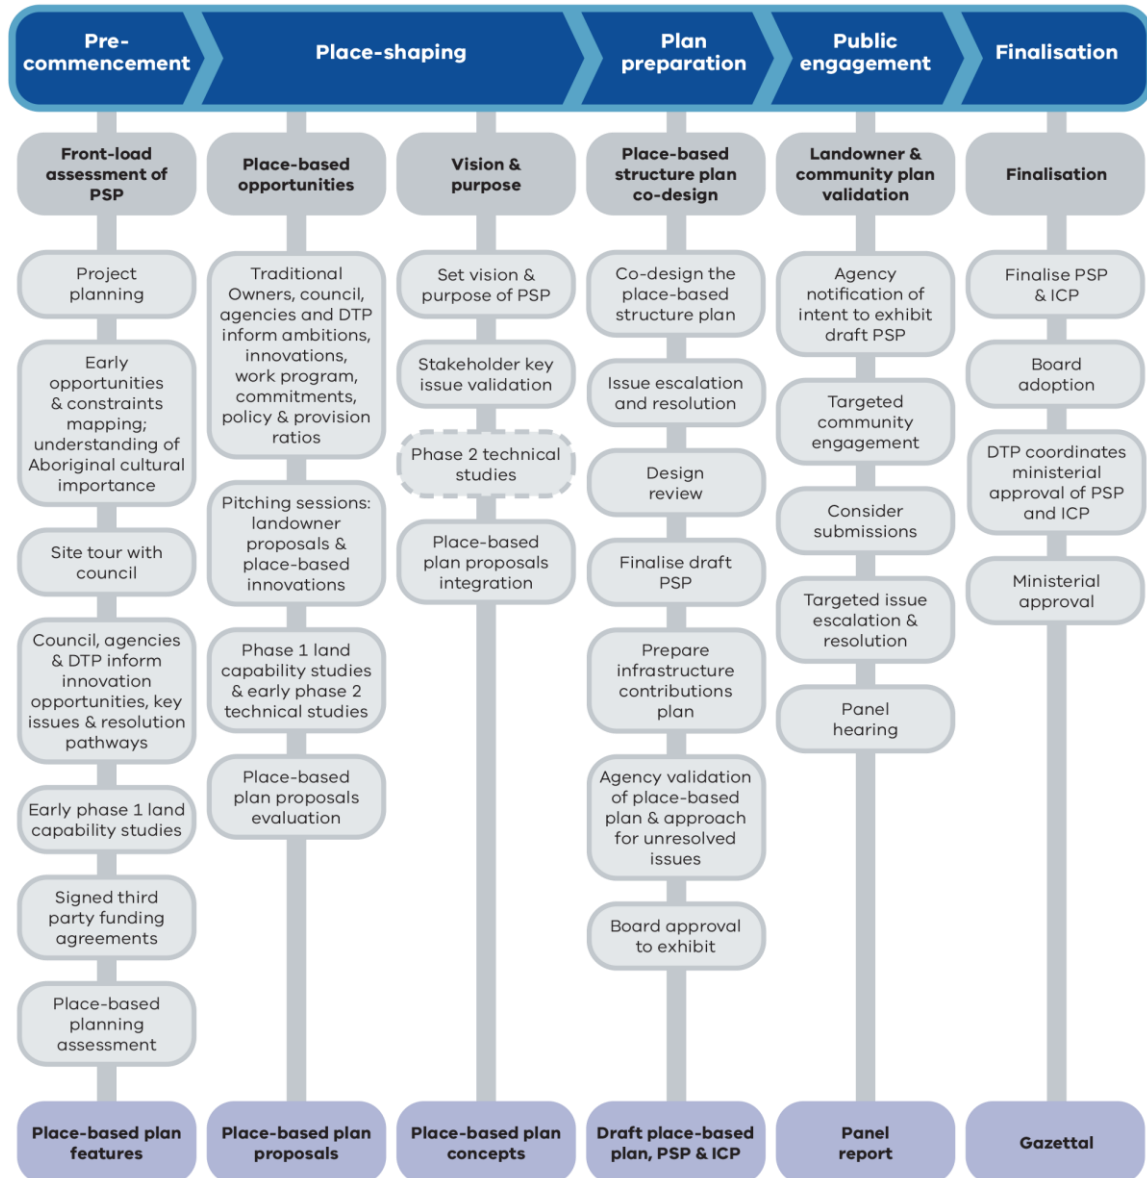 Pre-
commencement
Place-shaping
Plan
preparation
Public
engagement
Finalisation
Front-load
assessment of
PSP
Project
planning
Early
opportunities
& constraints
mapping;
understanding of
Aboriginal cultural
importance
Site tour with
council
Council, agencies
& DTP inform
innovation
opportunities, key
issues & resolution
pathways
Early phase 1 land
capability studies
Signed third
party funding
agreements
Place-based
planning
assessment
Place-based plan
features
Place-based
opportunities
Traditional
Owners, council,
agencies and DTP
inform ambitions,
innovations,
work program,
commitments,
policy & provision
ratios
Pitching sessions:
landowner
proposals &
place-based
innovations
Phase 1 land
capability studies
& early phase 2
technical studies
Place-based
plan proposals
evaluation
Place-based plan
proposals
Vision &
purpose
Set vision &
purpose of PSP
Stakeholder key
issue validation
Phase 2 technical
studies
Place-based
plan proposals
integration
Place-based plan
concepts
Place-based
structure plan
co-design
Co-design the
place-based
structure plan
Issue escalation
and resolution
Design
review
Finalise draft
PSP
Prepare
infrastructure
contributions
plan
Agency validation
of place-based
plan & approach
for unresolved
issues
Board approval
to exhibit
Draft place-based
plan, PSP & ICP
Landowner &
community plan
validation
Agency
notification of
intent to exhibit
draft PSP
Targeted
community
engagement
Consider
submissions
Targeted issue
escalation &
resolution
Panel
hearing
Panel
report
Finalisation
Finalise PSP
& ICP
Board
adoption
DTP coordinates
ministerial
approval of PSP
and ICP
Ministerial
approval
Gazettal